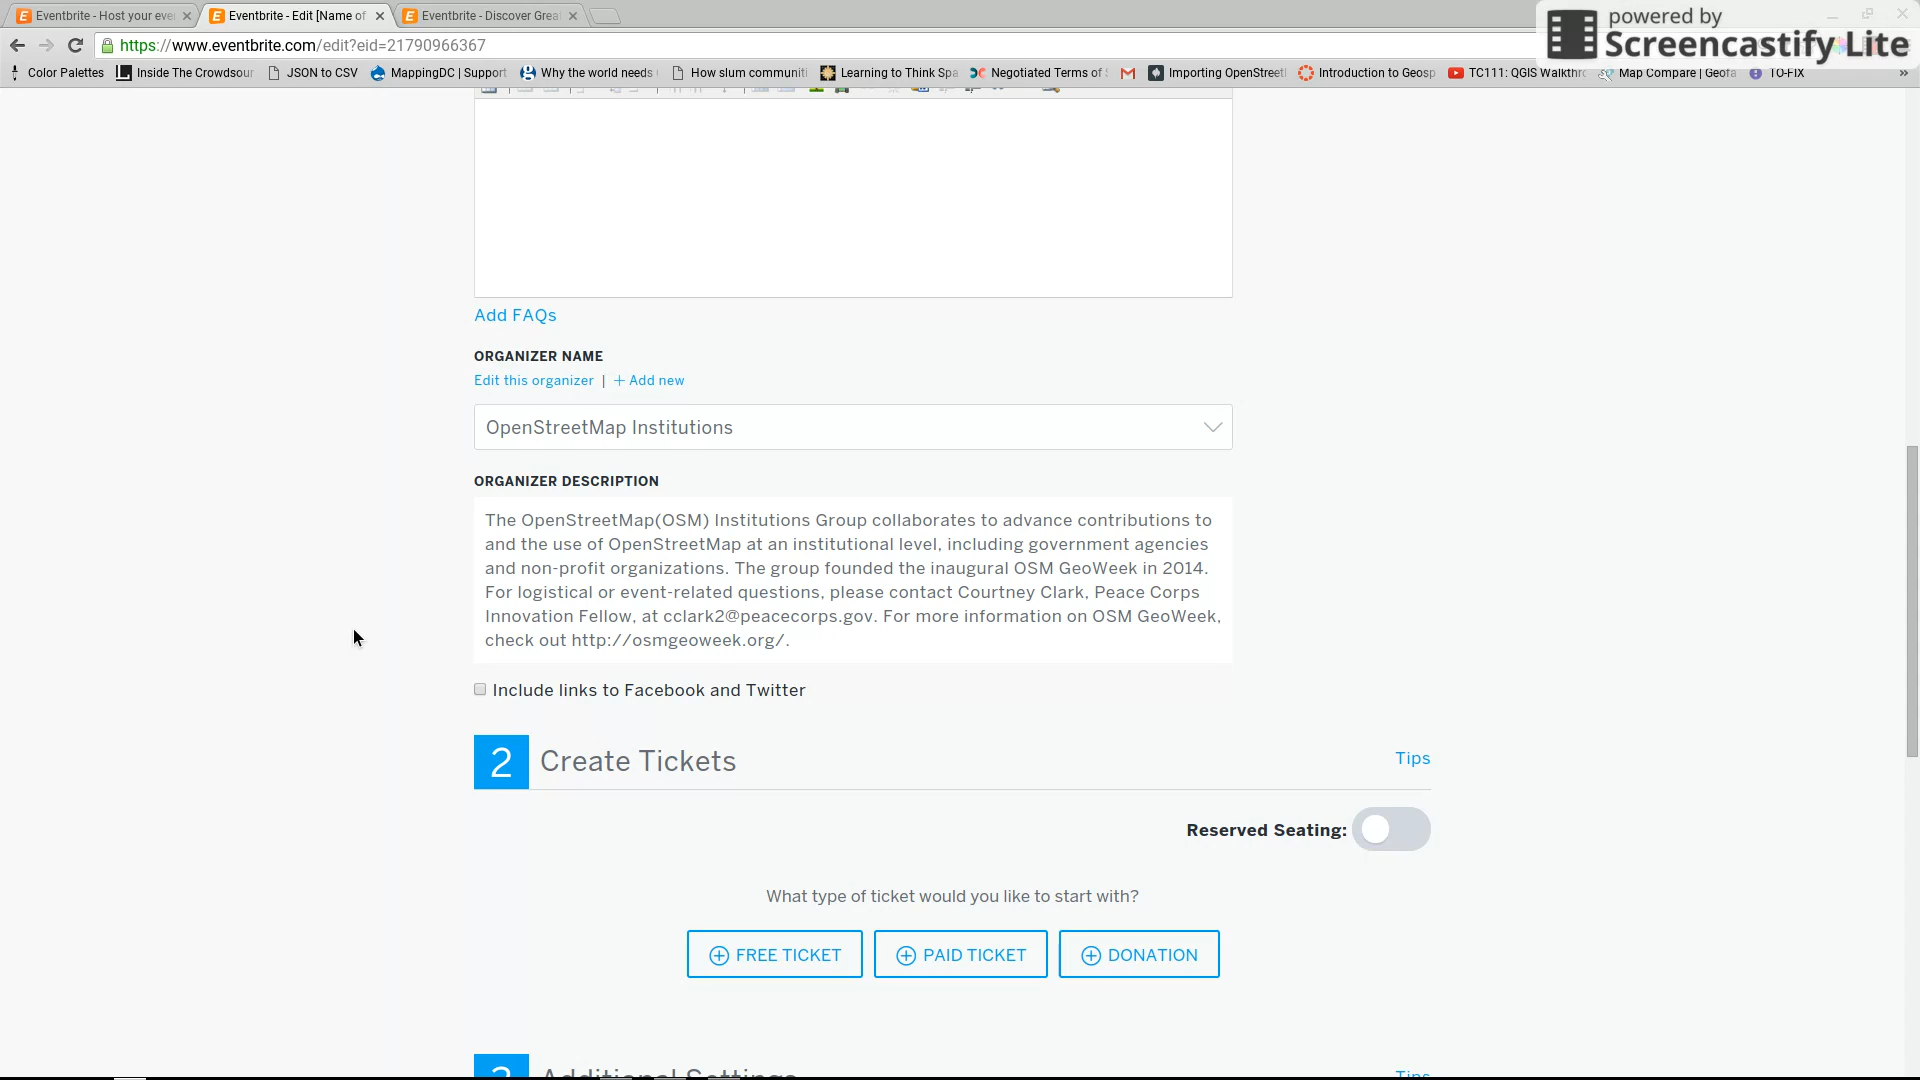 Eventbrite - Host your eve
Eventbrite - Edit [Name of
Eventbrite - Discover Grea
powered by
Screencastify Lite
https://www.eventbrite.com/edit?eid=21790966367
Color Palettes
Inside The Crowdsour
JSON to CSV
MappingDC | Support
Why the world needs
How slum communiti
Learning to Think Spa
Negotiated Terms of
Importing OpenStreet
Introduction to Geosp
TC111: QGIS Walkthro
Map Compare | Geofa
TO-FIX
»
Add FAQs
ORGANIZER NAME
Edit this organizer | + Add new
OpenStreetMap Institutions
ORGANIZER DESCRIPTION
The OpenStreetMap(OSM) Institutions Group collaborates to advance contributions to
and the use of OpenStreetMap at an institutional level, including government agencies
and non-profit organizations. The group founded the inaugural OSM GeoWeek in 2014.
For logistical or event-related questions, please contact Courtney Clark, Peace Corps
Innovation Fellow, at cclark2@peacecorps.gov. For more information on OSM GeoWeek,
check out http://osmgeoweek.org/.
Include links to Facebook and Twitter
2 Create Tickets
Tips
Reserved Seating:
What type of ticket would you like to start with?
FREE TICKET
PAID TICKET
DONATION
3 Additional Settings
Tips